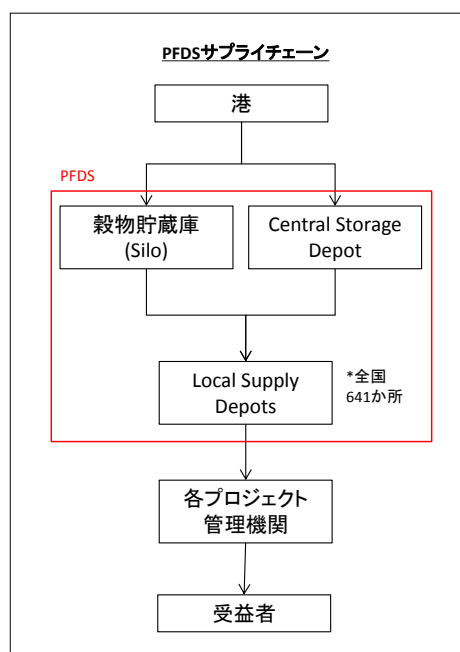 PFDSサプライチェーン
港
PFDS
穀物貯蔵庫
(Silo)
Central Storage
Depot
Local Supply
Depots
*全国
641か所
各プロジェクト
管理機関
受益者